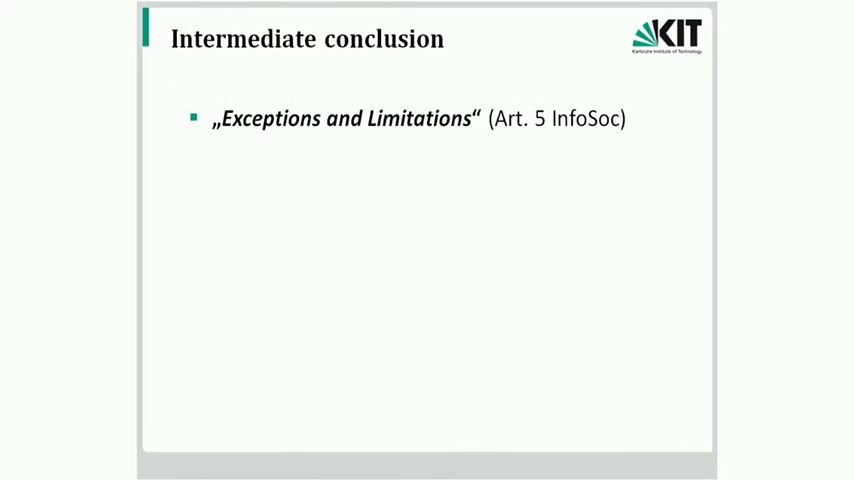 Intermediate conclusion
KIT
Karlsruhe Institute of Technology
„Exceptions and Limitations“ (Art. 5 InfoSoc)